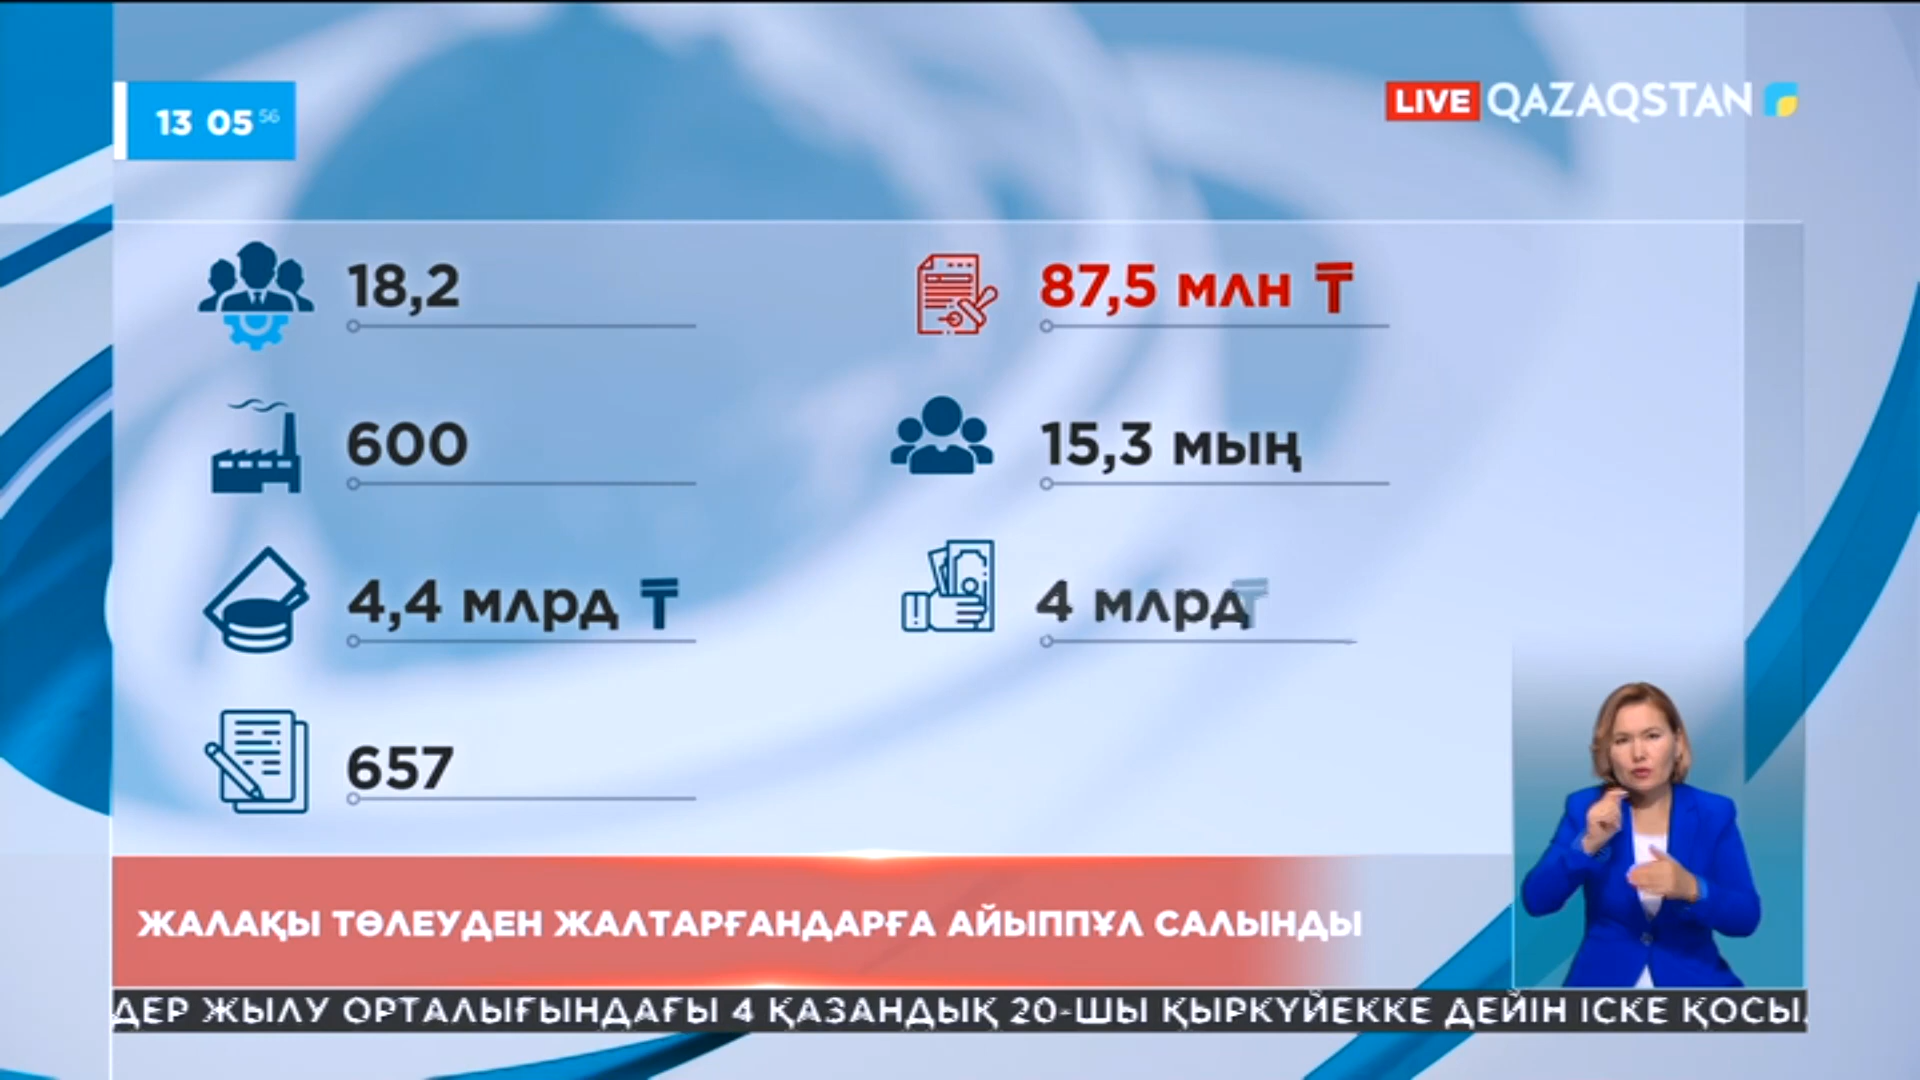 13 05 56
LIVE QAZAQSTAN
18,2
87,5 млн ₸
600
15,3 мың
4,4 млрд ₸
4 млрд ₸
657
ЖАЛАҚЫ ТӨЛЕУДЕН ЖАЛТАРҒАНДАРҒА АЙЫППҰЛ САЛЫНДЫ
ДЕР ЖЫЛУ ОРТАЛЫҒЫНДАҒЫ 4 ҚАЗАНДЫҚ 20-ШЫ ҚЫРКҮЙЕККЕ ДЕЙІН ІСКЕ ҚОСЫ